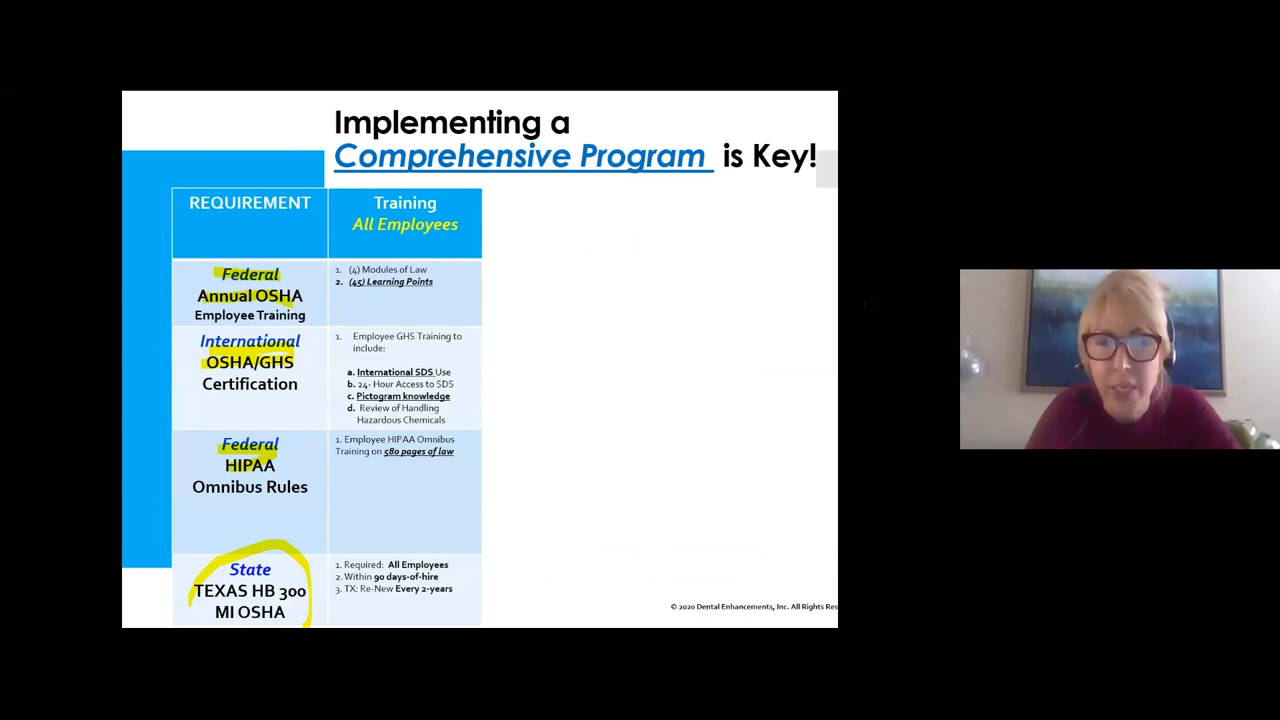 Implementing a
Comprehensive Program is Key!
REQUIREMENT
Training
All Employees
Federal
Annual OSHA
Employee Training
1. (4) Modules of Law
2. (45) Learning Points
International
OSHA/GHS
Certification
1. Employee GHS Training to
include:
a. International SDS Use
b. 24- Hour Access to SDS
c. Pictogram knowledge
d. Review of Handling
Hazardous Chemicals
Federal
HIPAA
Omnibus Rules
1. Employee HIPAA Omnibus
Training on 580 pages of law
State
TEXAS HB 300
MI OSHA
1. Required: All Employees
2. Within 90 days-of-hire
3. TX: Re-New Every 2-years
© 2020 Dental Enhancements, Inc. All Rights Res